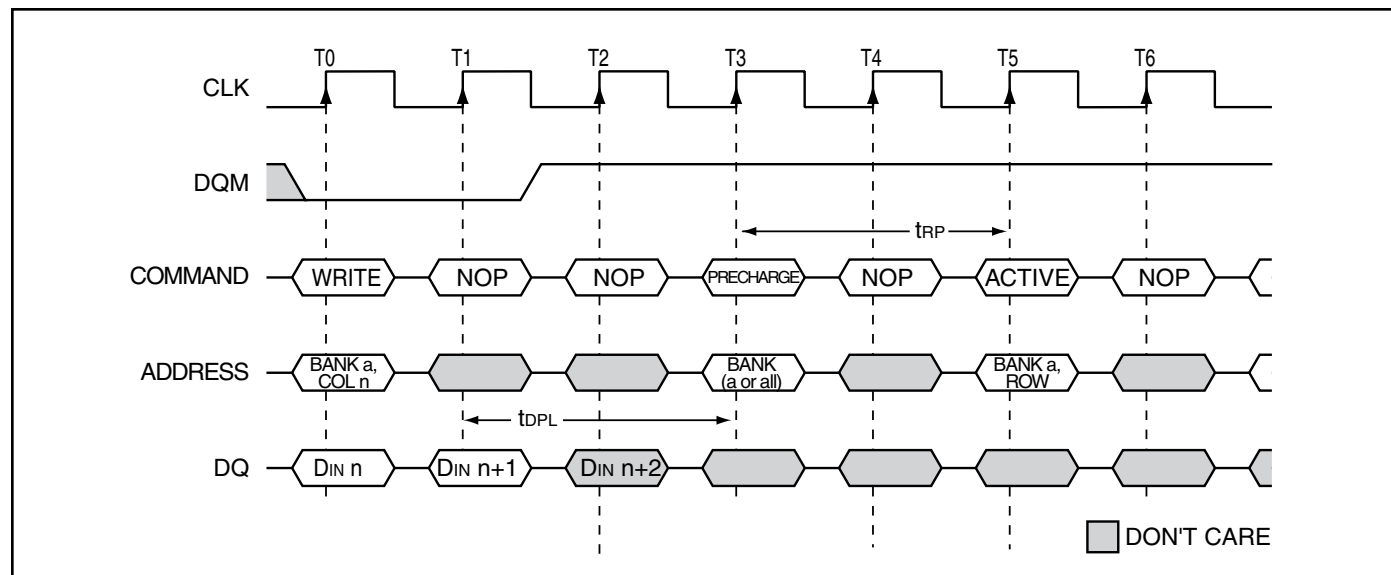 T0 T1 T2 T3 T4 T5 T6
CLK
DQM
tRP
COMMAND WRITE NOP NOP PRECHARGE NOP ACTIVE NOP
ADDRESS BANK a, COL n BANK (a or all) BANK a, ROW
tDPL
DQ DIN n DIN n+1 DIN n+2
DON'T CARE